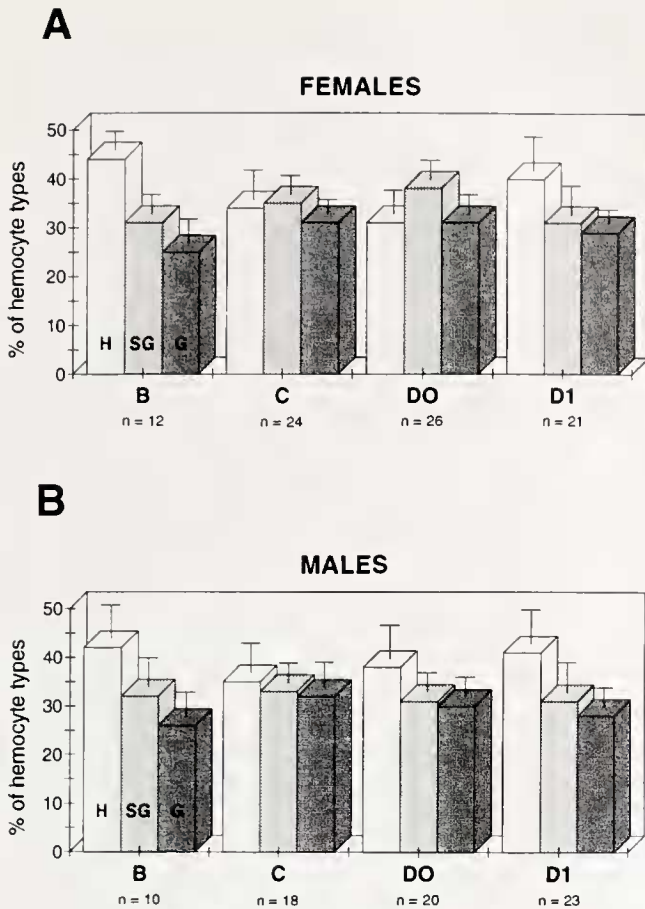 A
FEMALES
% of hemocyte types
50
40
30
20
10
0
H SG G
B C DO D1
n = 12 n = 24 n = 26 n = 21
B
MALES
% of hemocyte types
50
40
30
20
10
0
H SG G
B C DO D1
n = 10 n = 18 n = 20 n = 23